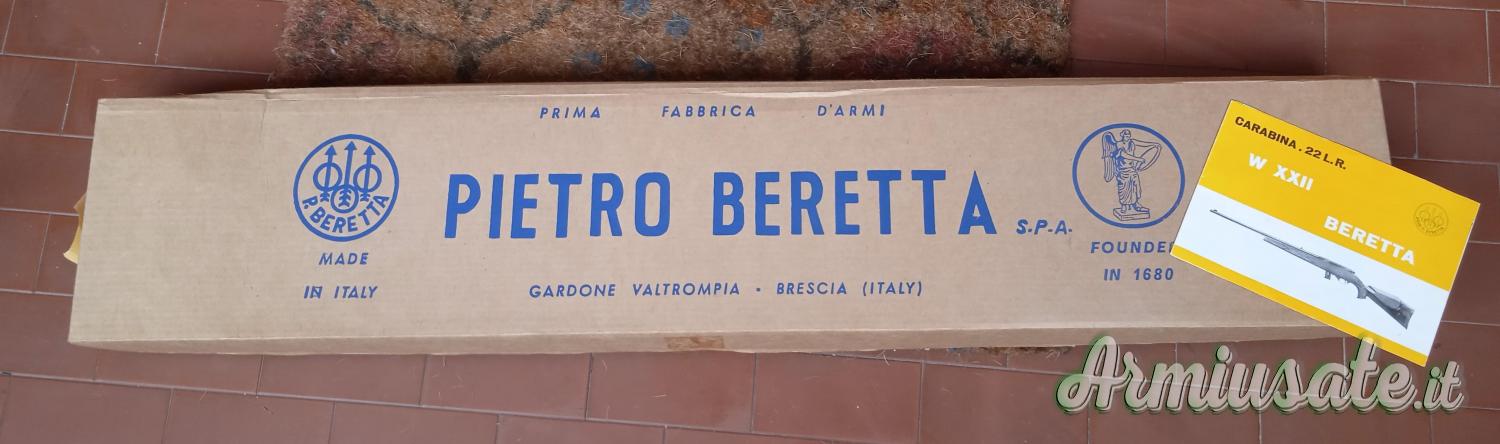 PRIMA FABBRICA D'ARMI
P. BERETTA
MADE
IN ITALY
PIETRO BERETTA S.P.A.
GARDONE VALTROMPIA - BRESCIA (ITALY)
FOUNDED
IN 1680
CARABINA . 22 L.R.
W XXII
BERETTA
Armiusate.it